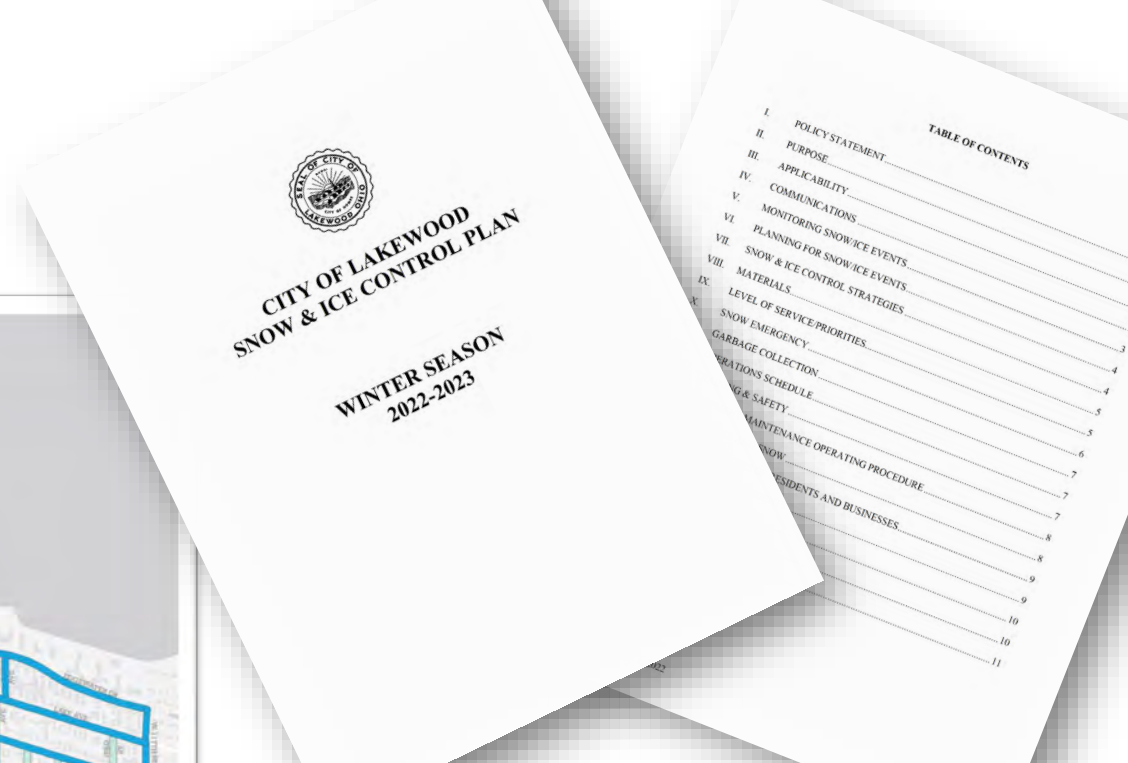 SEAL OF CITY OF
LAKEWOOD OHIO
CITY OF LAKEWOOD
SNOW & ICE CONTROL PLAN
WINTER SEASON
2022-2023
TABLE OF CONTENTS
I. POLICY STATEMENT
II. PURPOSE
III. APPLICABILITY
IV. COMMUNICATIONS
V. MONITORING SNOW/ICE EVENTS 3
VI. PLANNING FOR SNOW/ICE EVENTS 4
VII. SNOW & ICE CONTROL STRATEGIES 4
VIII. MATERIALS 5
IX. LEVEL OF SERVICE/PRIORITIES 5
X. SNOW EMERGENCY 6
GARBAGE COLLECTION 7
ERATIONS SCHEDULE 7
NG & SAFETY 7
MAINTENANCE OPERATING PROCEDURE 8
SNOW 8
ESIDENTS AND BUSINESSES 9
9
10
10
11